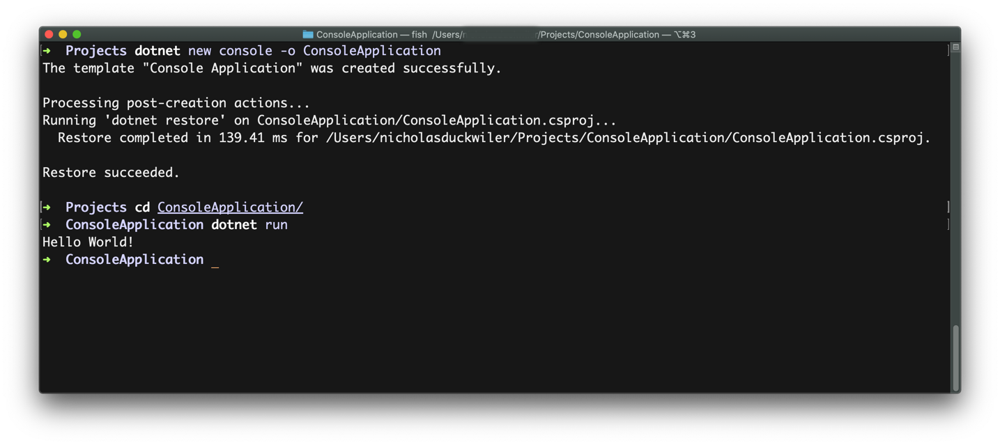 ConsoleApplication — fish /Users/ /Projects/ConsoleApplication — ⌥⌘3
[➜ Projects dotnet new console -o ConsoleApplication ]
The template "Console Application" was created successfully.
Processing post-creation actions...
Running 'dotnet restore' on ConsoleApplication/ConsoleApplication.csproj...
Restore completed in 139.41 ms for /Users/nicholasduckwiler/Projects/ConsoleApplication/ConsoleApplication.csproj.
Restore succeeded.
[➜ Projects cd ConsoleApplication/ ]
[➜ ConsoleApplication dotnet run ]
Hello World!
➜ ConsoleApplication _